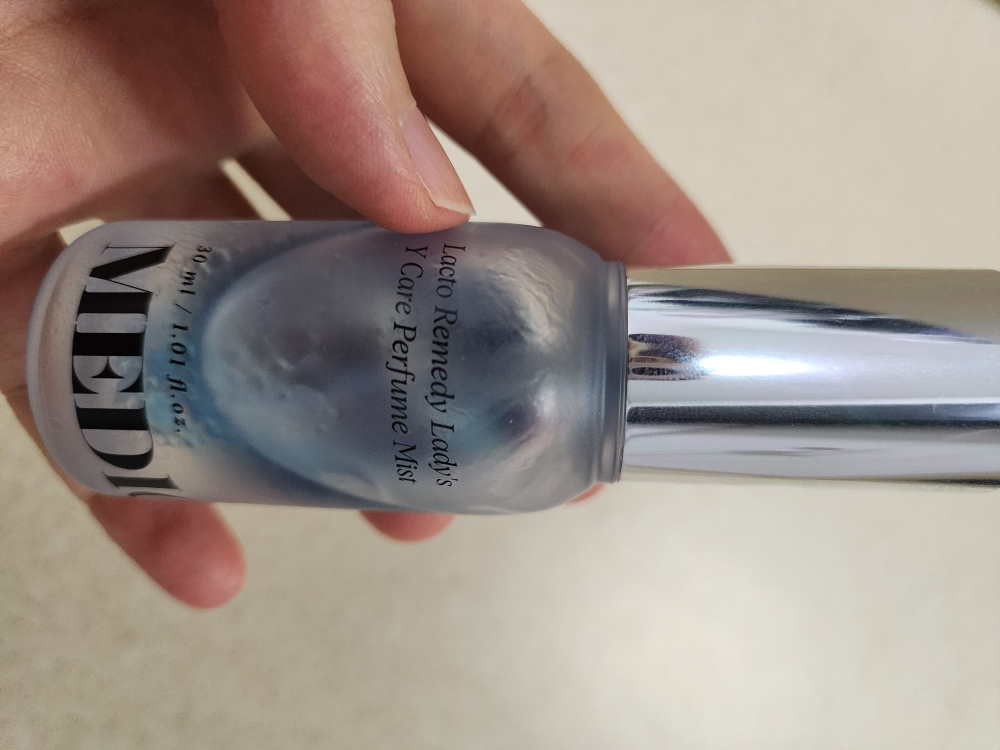 Lacto Remedy Lady's
Y Care Perfume Mist
30 ml / 1.01 fl.oz.